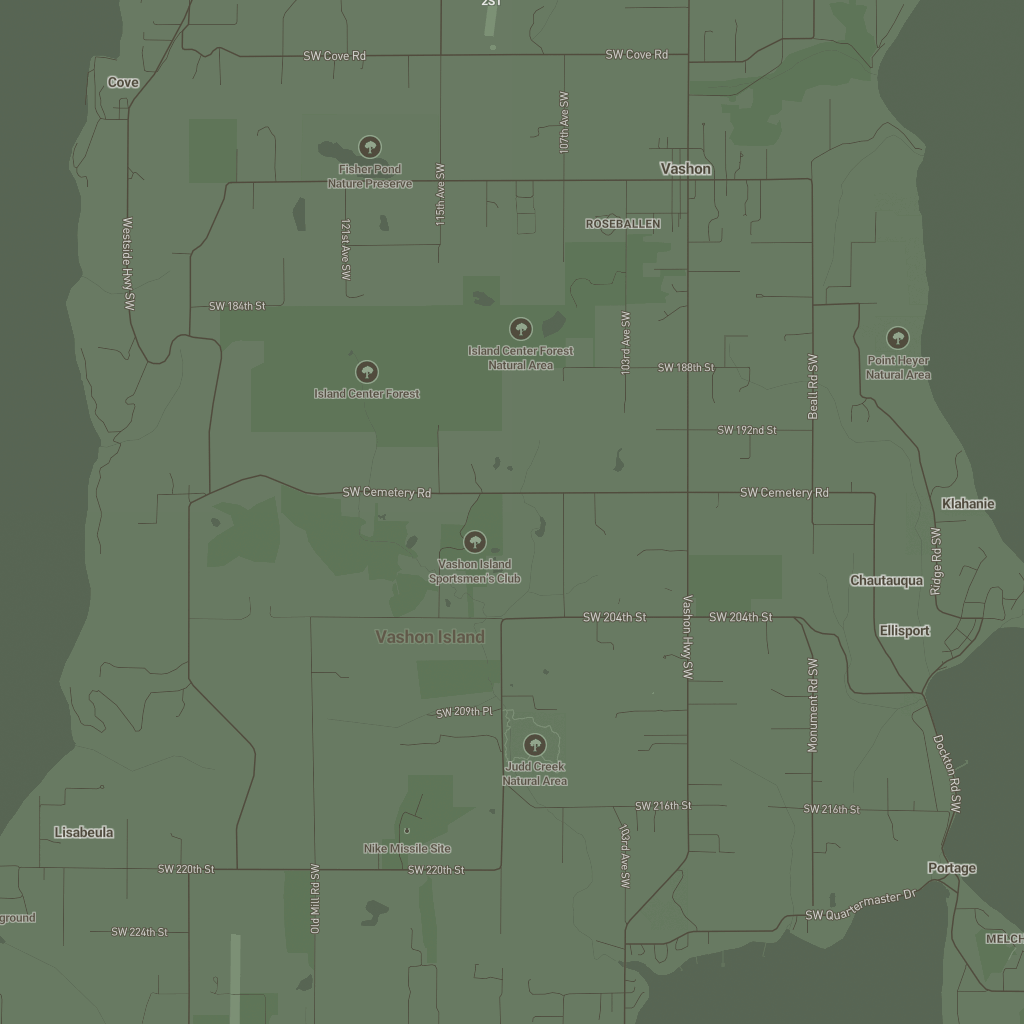 2S1
SW Cove Rd
SW Cove Rd
Cove
107th Ave SW
Fisher Pond
Nature Preserve
115th Ave SW
Vashon
Westside Hwy SW
121st Ave SW
ROSEBALLEN
SW 184th St
Island Center Forest
Natural Area
103rd Ave SW
Point Heyer
Natural Area
SW 188th St
Beall Rd SW
Island Center Forest
SW 192nd St
SW Cemetery Rd
SW Cemetery Rd
Klahanie
Vashon Island
Sportsmen's Club
Ridge Rd SW
Chautauqua
SW 204th St
SW 204th St
Vashon Hwy SW
Ellisport
Vashon Island
Monument Rd SW
SW 209th Pl
Judd Creek
Natural Area
Dockton Rd SW
SW 216th St
SW 216th St
Lisabeula
Nike Missile Site
103rd Ave SW
SW 220th St
SW 220th St
Portage
Old Mill Rd SW
SW Quartermaster Dr
ground
SW 224th St
MELCH